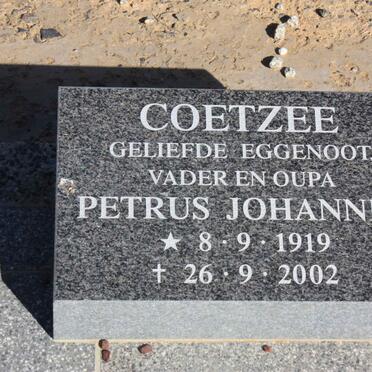 COETZEE
GELIEFDE EGGENOOT
VADER EN OUPA
PETRUS JOHANN
★ 8 · 9 · 1919
✝ 26 · 9 · 2002